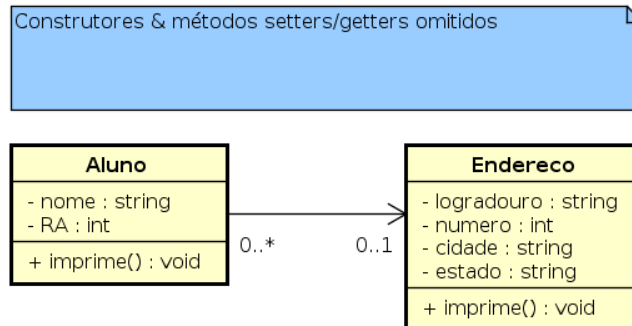 Construtores & métodos setters/getters omitidos
Aluno
- nome : string
- RA : int
+ imprime() : void
0..*
0..1
Endereco
- logradouro : string
- numero : int
- cidade : string
- estado : string
+ imprime() : void